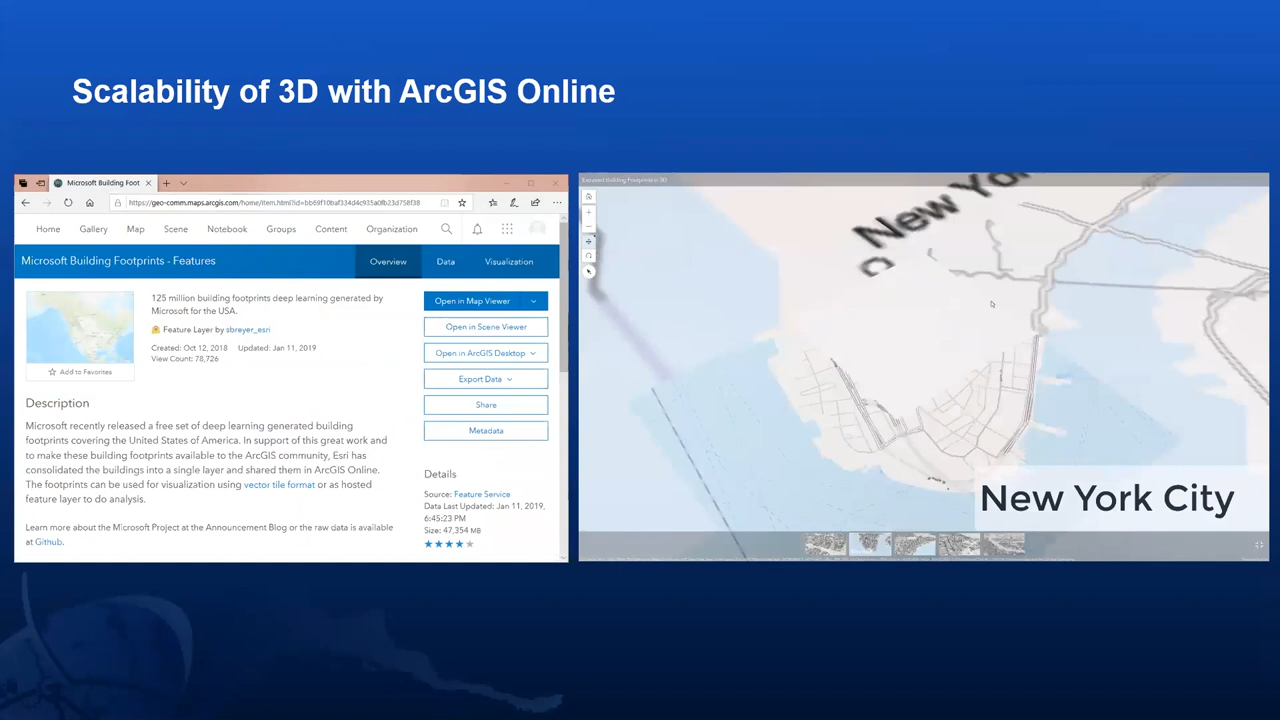 Scalability of 3D with ArcGIS Online
Microsoft Building Foot
https://geo-comm.maps.arcgis.com/home/item.html?id=bb69f10baf334d4c935a0fb23d758f38
Home Gallery Map Scene Notebook Groups Content Organization
Microsoft Building Footprints - Features
Overview Data Visualization
125 million building footprints deep learning generated by
Microsoft for the USA.
Feature Layer by sbreyer_esri
Created: Oct 12, 2018 Updated: Jan 11, 2019
View Count: 78,726
Add to Favorites
Open in Map Viewer
Open in Scene Viewer
Open in ArcGIS Desktop
Export Data
Share
Metadata
Description
Microsoft recently released a free set of deep learning generated building
footprints covering the United States of America. In support of this great work and
to make these building footprints available to the ArcGIS community, Esri has
consolidated the buildings into a single layer and shared them in ArcGIS Online.
The footprints can be used for visualization using vector tile format or as hosted
feature layer to do analysis.
Learn more about the Microsoft Project at the Announcement Blog or the raw data is available
at Github.
Details
Source: Feature Service
Data Last Updated: Jan 11, 2019,
6:45:23 PM
Size: 47,354 MB
Extruded Building Footprints in 3D
New Yor
New York City